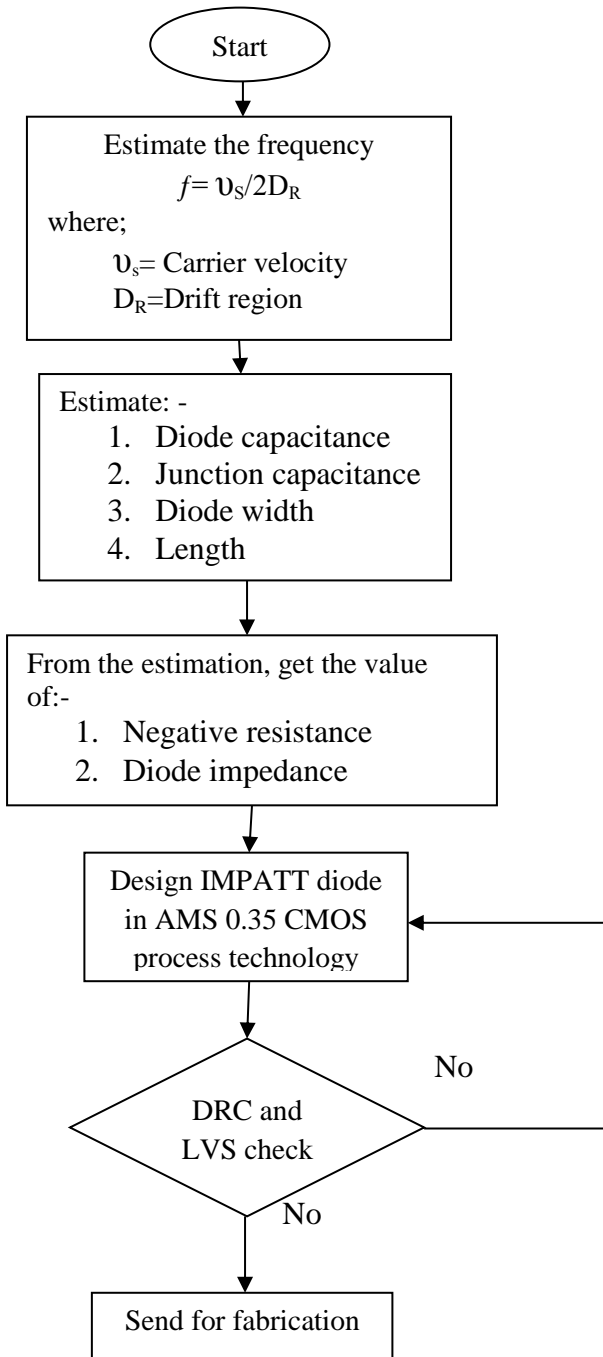 Start
Estimate the frequency
f= υS/2DR
where;
υs= Carrier velocity
DR=Drift region
Estimate: -
1. Diode capacitance
2. Junction capacitance
3. Diode width
4. Length
From the estimation, get the value
of:-
1. Negative resistance
2. Diode impedance
Design IMPATT diode
in AMS 0.35 CMOS
process technology
No
DRC and
LVS check
No
Send for fabrication